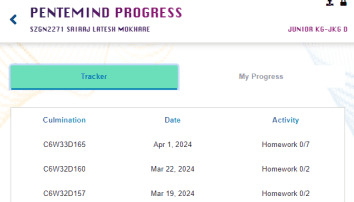 PENTEMIND PROGRESS
SZGN2271 SAIRAJ LATESH MOKHARE JUNIOR KG-JKG D
Tracker My Progress
Culmination Date Activity
C6W33D165 Apr 1, 2024 Homework 0/7
C6W32D160 Mar 22, 2024 Homework 0/2
C6W32D157 Mar 19, 2024 Homework 0/2